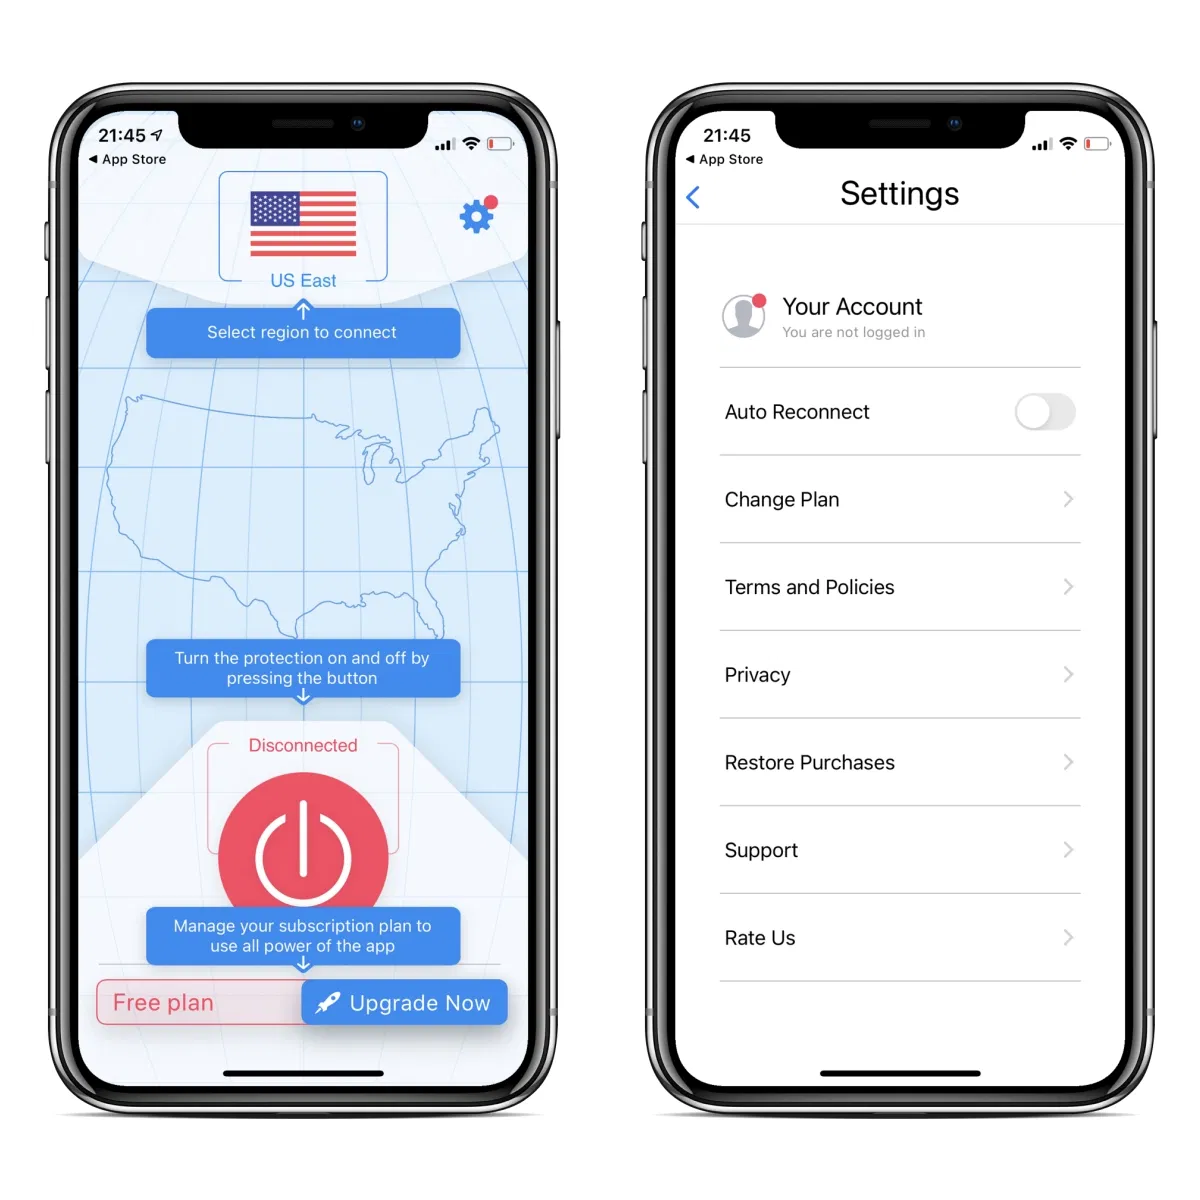 21:45
App Store
US East
Select region to connect
Turn the protection on and off by
pressing the button
Disconnected
Manage your subscription plan to
use all power of the app
Free plan
Upgrade Now
21:45
App Store
Settings
Your Account
You are not logged in
Auto Reconnect
Change Plan
Terms and Policies
Privacy
Restore Purchases
Support
Rate Us